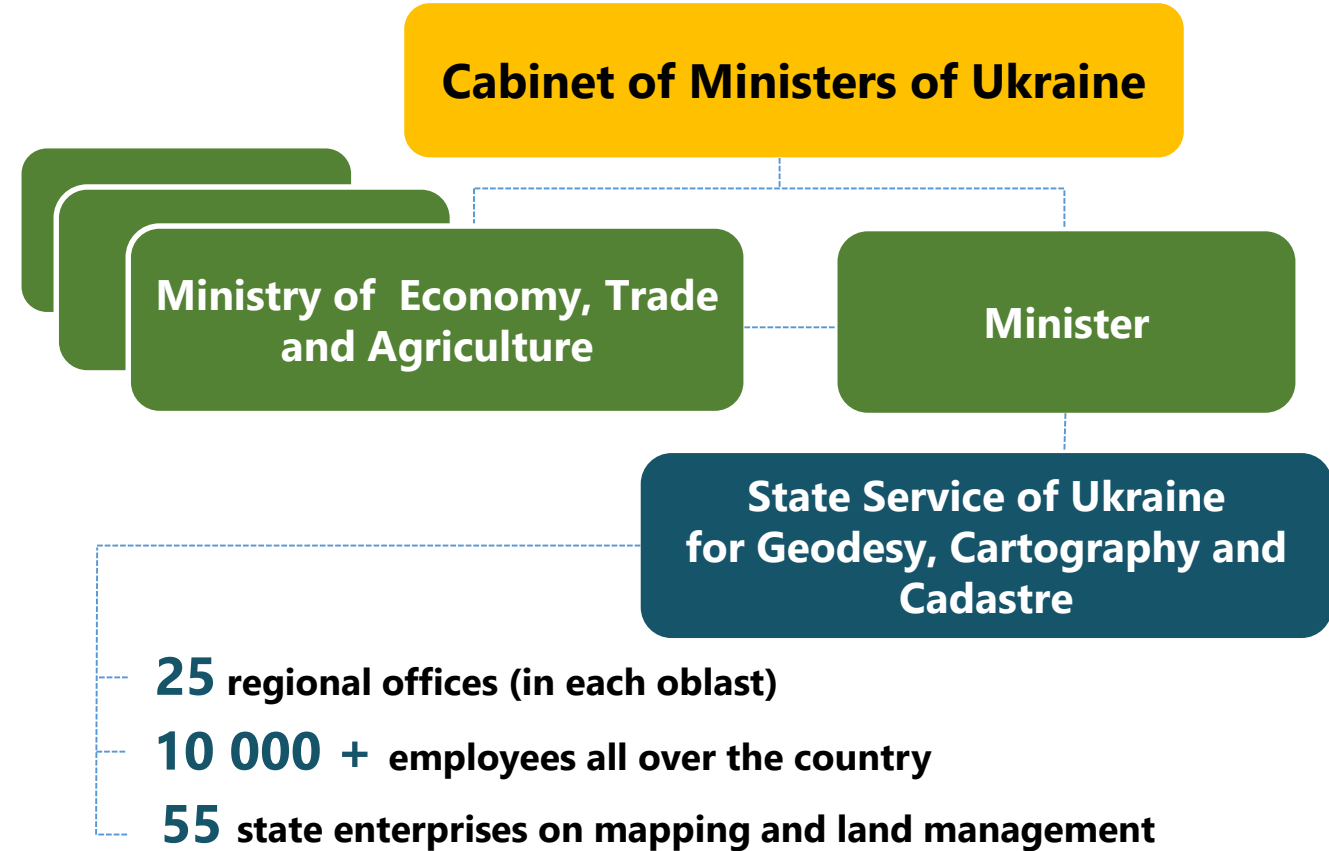 Cabinet of Ministers of Ukraine
Ministry of  Economy, Trade
and Agriculture
Minister
State Service of Ukraine
for Geodesy, Cartography and
Cadastre
25 regional offices (in each oblast)
10 000 + employees all over the country
55 state enterprises on mapping and land management